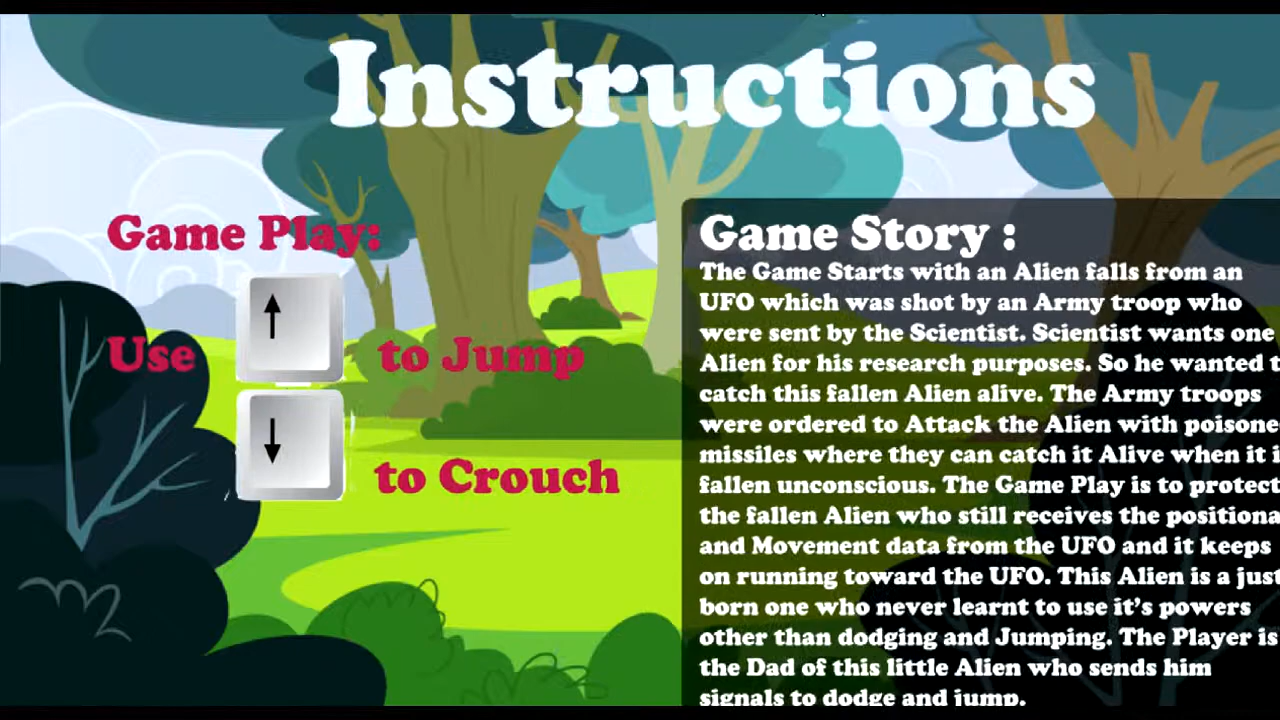 Instructions
Game Play:
Use ↑ to Jump
↓ to Crouch
Game Story :
The Game Starts with an Alien falls from an
UFO which was shot by an Army troop who
were sent by the Scientist. Scientist wants one
Alien for his research purposes. So he wanted t
catch this fallen Alien alive. The Army troops
were ordered to Attack the Alien with poisone
missiles where they can catch it Alive when it i
fallen unconscious. The Game Play is to protect
the fallen Alien who still receives the positiona
and Movement data from the UFO and it keeps
on running toward the UFO. This Alien is a just
born one who never learnt to use it's powers
other than dodging and Jumping. The Player is
the Dad of this little Alien who sends him
signals to dodge and jump.